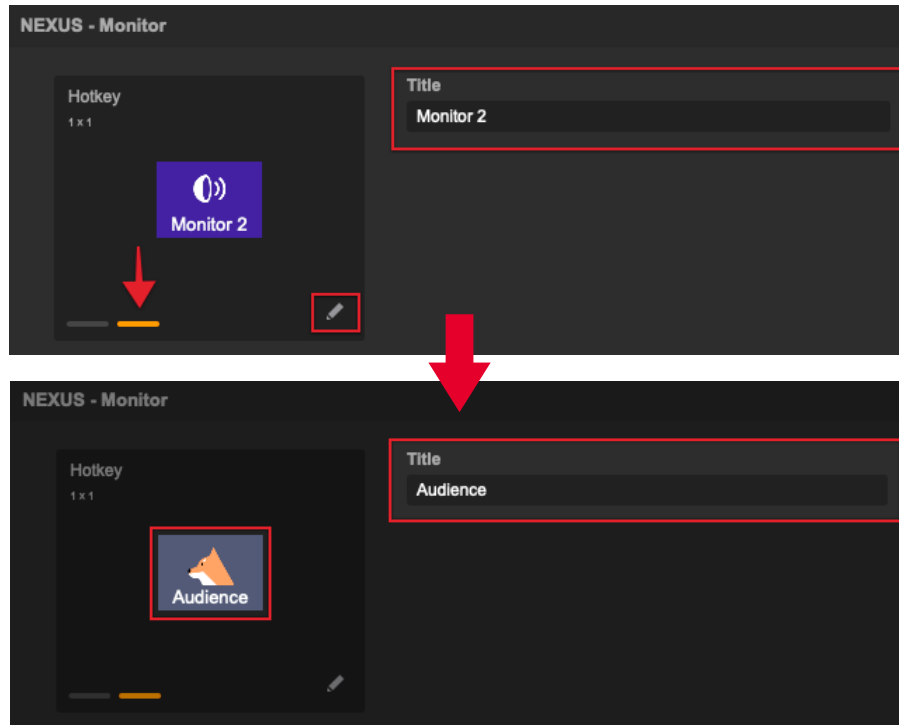 NEXUS - Monitor
Hotkey
1 x 1
Monitor 2
Title
Monitor 2
NEXUS - Monitor
Hotkey
1 x 1
Audience
Title
Audience